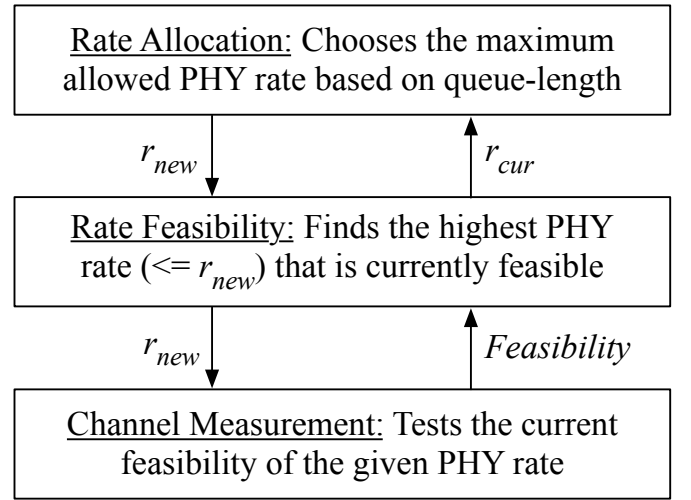 Rate Allocation: Chooses the maximum
allowed PHY rate based on queue-length
r_new r_cur
Rate Feasibility: Finds the highest PHY
rate (<= r_new) that is currently feasible
r_new Feasibility
Channel Measurement: Tests the current
feasibility of the given PHY rate